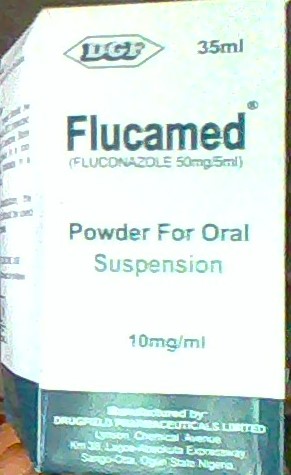 DGF
35ml
Flucamed®
(FLUCONAZOLE 50mg/5ml)
Powder For Oral
Suspension
10mg/ml
Manufactured by:
DRUGFIELD PHARMACEUTICALS LIMITED
Lynson Chemical Avenue
Km 38, Lagos-Abeokuta Expressway
Sango-Ota, Ogun State Nigeria